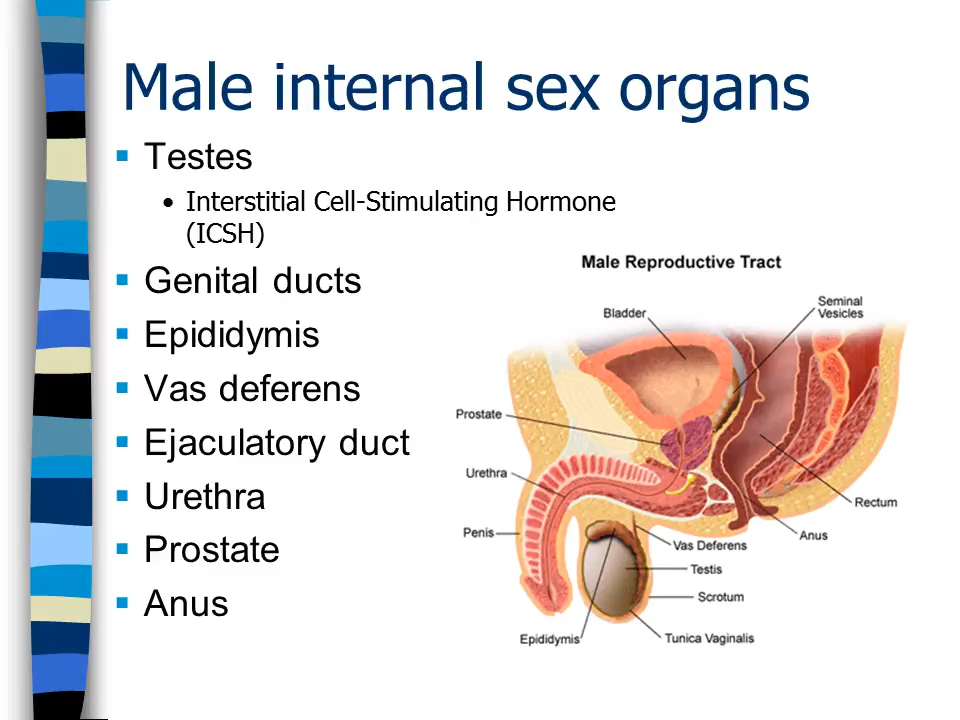 Male internal sex organs
Testes
Interstitial Cell-Stimulating Hormone
(ICSH)
Genital ducts
Epididymis
Vas deferens
Ejaculatory duct
Urethra
Prostate
Anus
Male Reproductive Tract
Bladder
Seminal
Vesicles
Prostate
Urethra
Penis
Rectum
Anus
Vas Deferens
Testis
Scrotum
Epididymis
Tunica Vaginalis